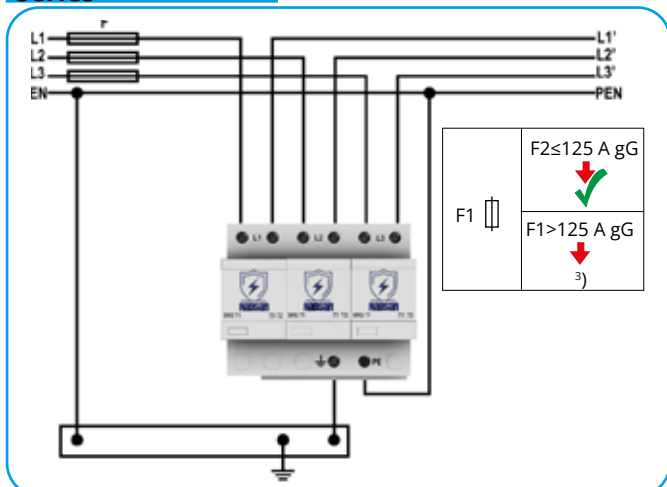 L1
L2
L3
EN
L1'
L2'
L3'
PEN
F1
F2≤125 A gG
F1>125 A gG
3)
L1
L2
L3
PE